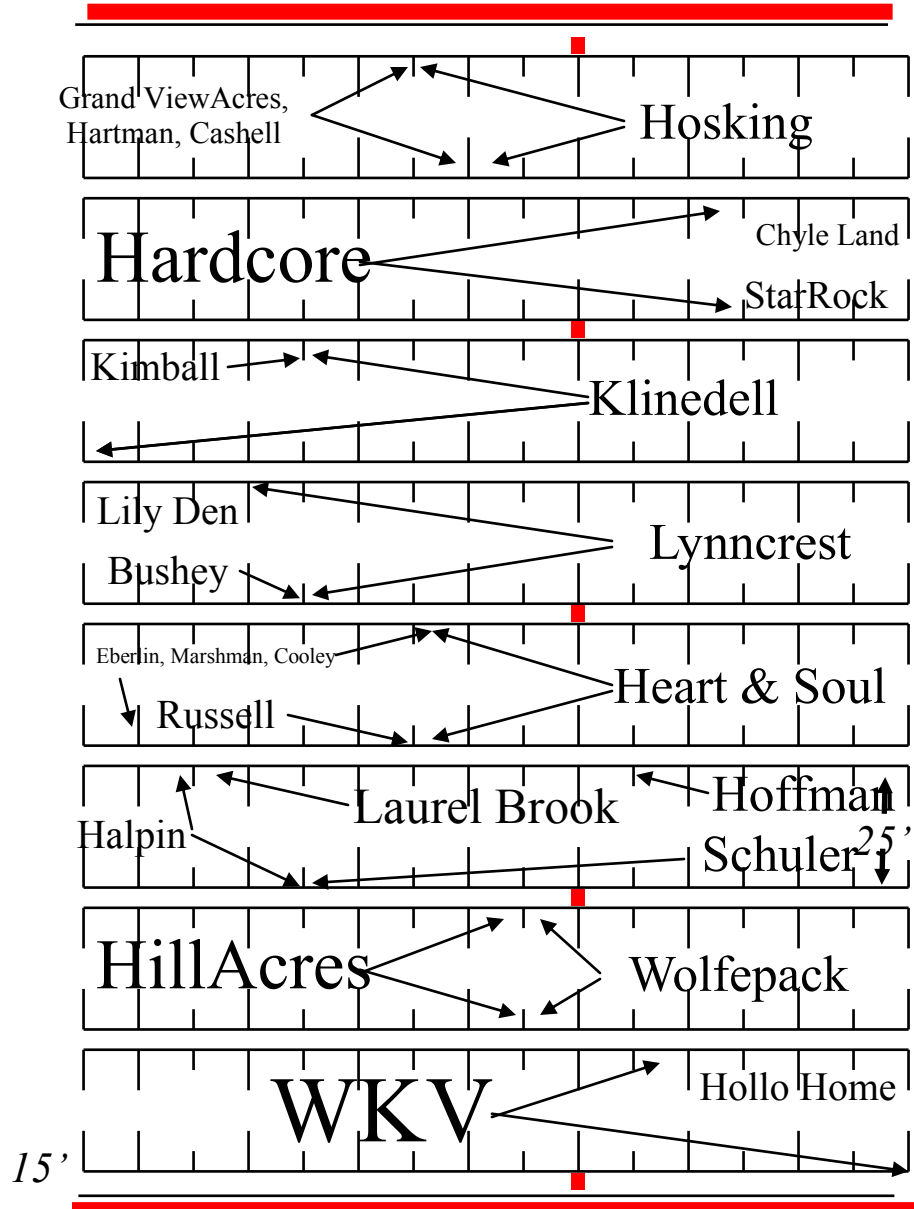 Grand ViewAcres,
Hartman, Cashell
Hosking
Hardcore
Chyle Land
StarRock
Kimball
Klinedell
Lily Den
Bushey
Lynncrest
Eberlin, Marshman, Cooley
Russell
Heart & Soul
Halpin
Laurel Brook
Hoffman
Schuler
25’
HillAcres
Wolfepack
WKV
Hollo Home
15’